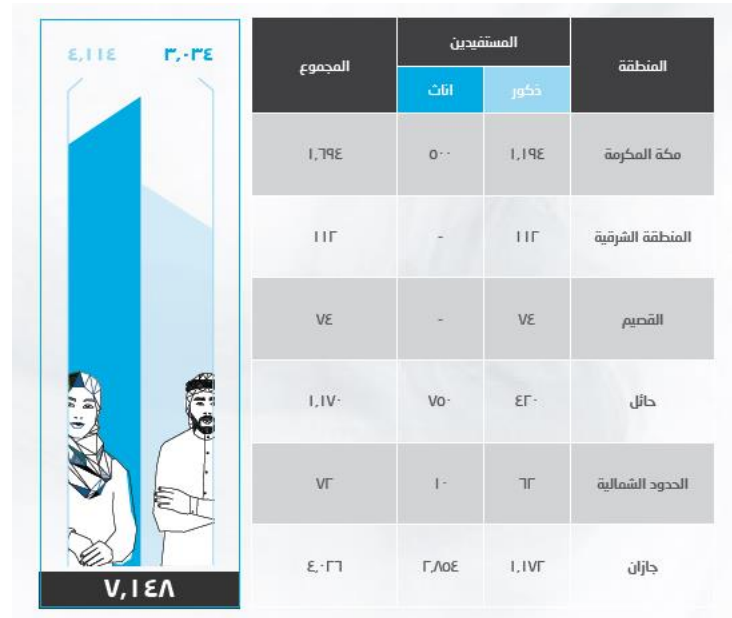 المنطقة المستفيدين المجموع
ذكور اناث
مكة المكرمة ١,١٩٤ ٥٠٠ ١,٦٩٤
المنطقة الشرقية ١١٢ - ١١٢
القصيم ٧٤ - ٧٤
حائل ٤٢٠ ٧٥٠ ١,١٧٠
الحدود الشمالية ٦٢ ١٠ ٧٢
جازان ١,١٧٢ ٢,٨٥٤ ٤,٠٢٦
٣,٠٣٤ ٤,١١٤
٧,١٤٨